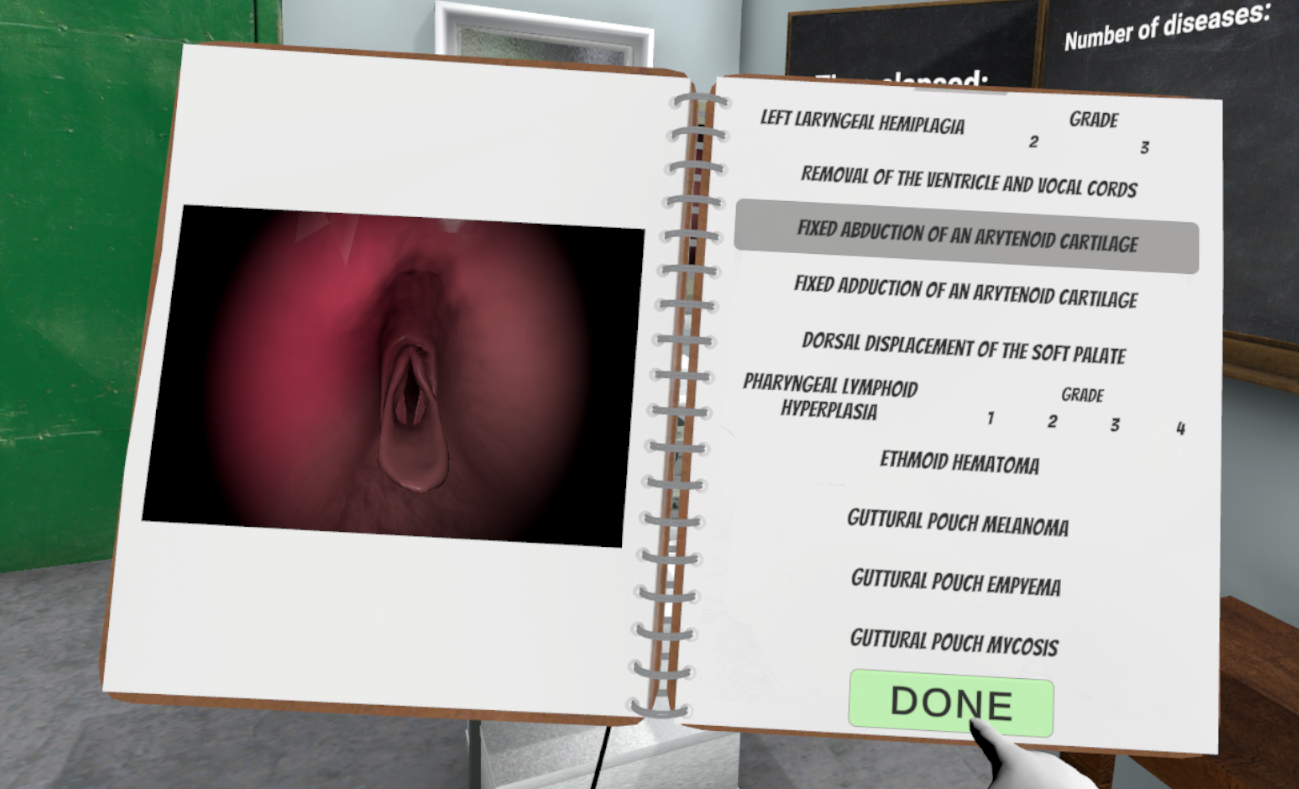 Number of diseases:
LEFT LARYNGEAL HEMIPLAGIA
GRADE
2 3
REMOVAL OF THE VENTRICLE AND VOCAL CORDS
FIXED ABDUCTION OF AN ARYTENOID CARTILAGE
FIXED ADDUCTION OF AN ARYTENOID CARTILAGE
DORSAL DISPLACEMENT OF THE SOFT PALATE
PHARYNGEAL LYMPHOID
HYPERPLASIA
GRADE
1 2 3 4
ETHMOID HEMATOMA
GUTTURAL POUCH MELANOMA
GUTTURAL POUCH EMPYEMA
GUTTURAL POUCH MYCOSIS
DONE